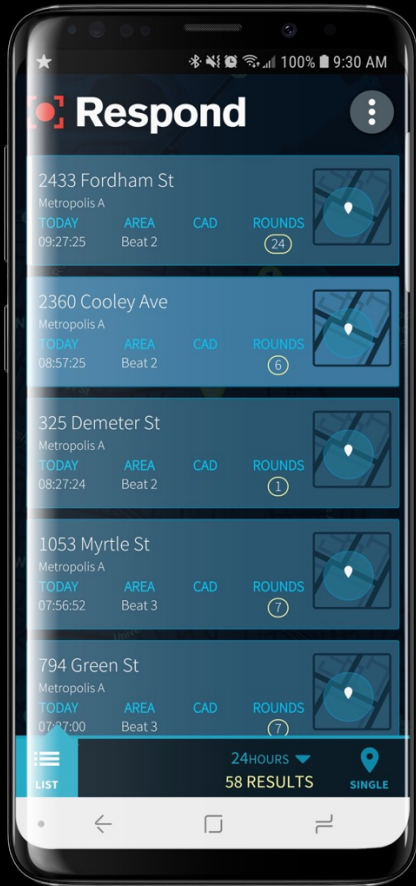 100% 9:30 AM
Respond
2433 Fordham St
Metropolis A
TODAY AREA CAD ROUNDS
09:27:25 Beat 2 24
2360 Cooley Ave
Metropolis A
TODAY AREA CAD ROUNDS
08:57:25 Beat 2 6
325 Demeter St
Metropolis A
TODAY AREA CAD ROUNDS
08:27:24 Beat 2 1
1053 Myrtle St
Metropolis A
TODAY AREA CAD ROUNDS
07:56:52 Beat 3 7
794 Green St
Metropolis A
TODAY AREA CAD ROUNDS
07:37:00 Beat 3 7
24HOURS
LIST 58 RESULTS SINGLE